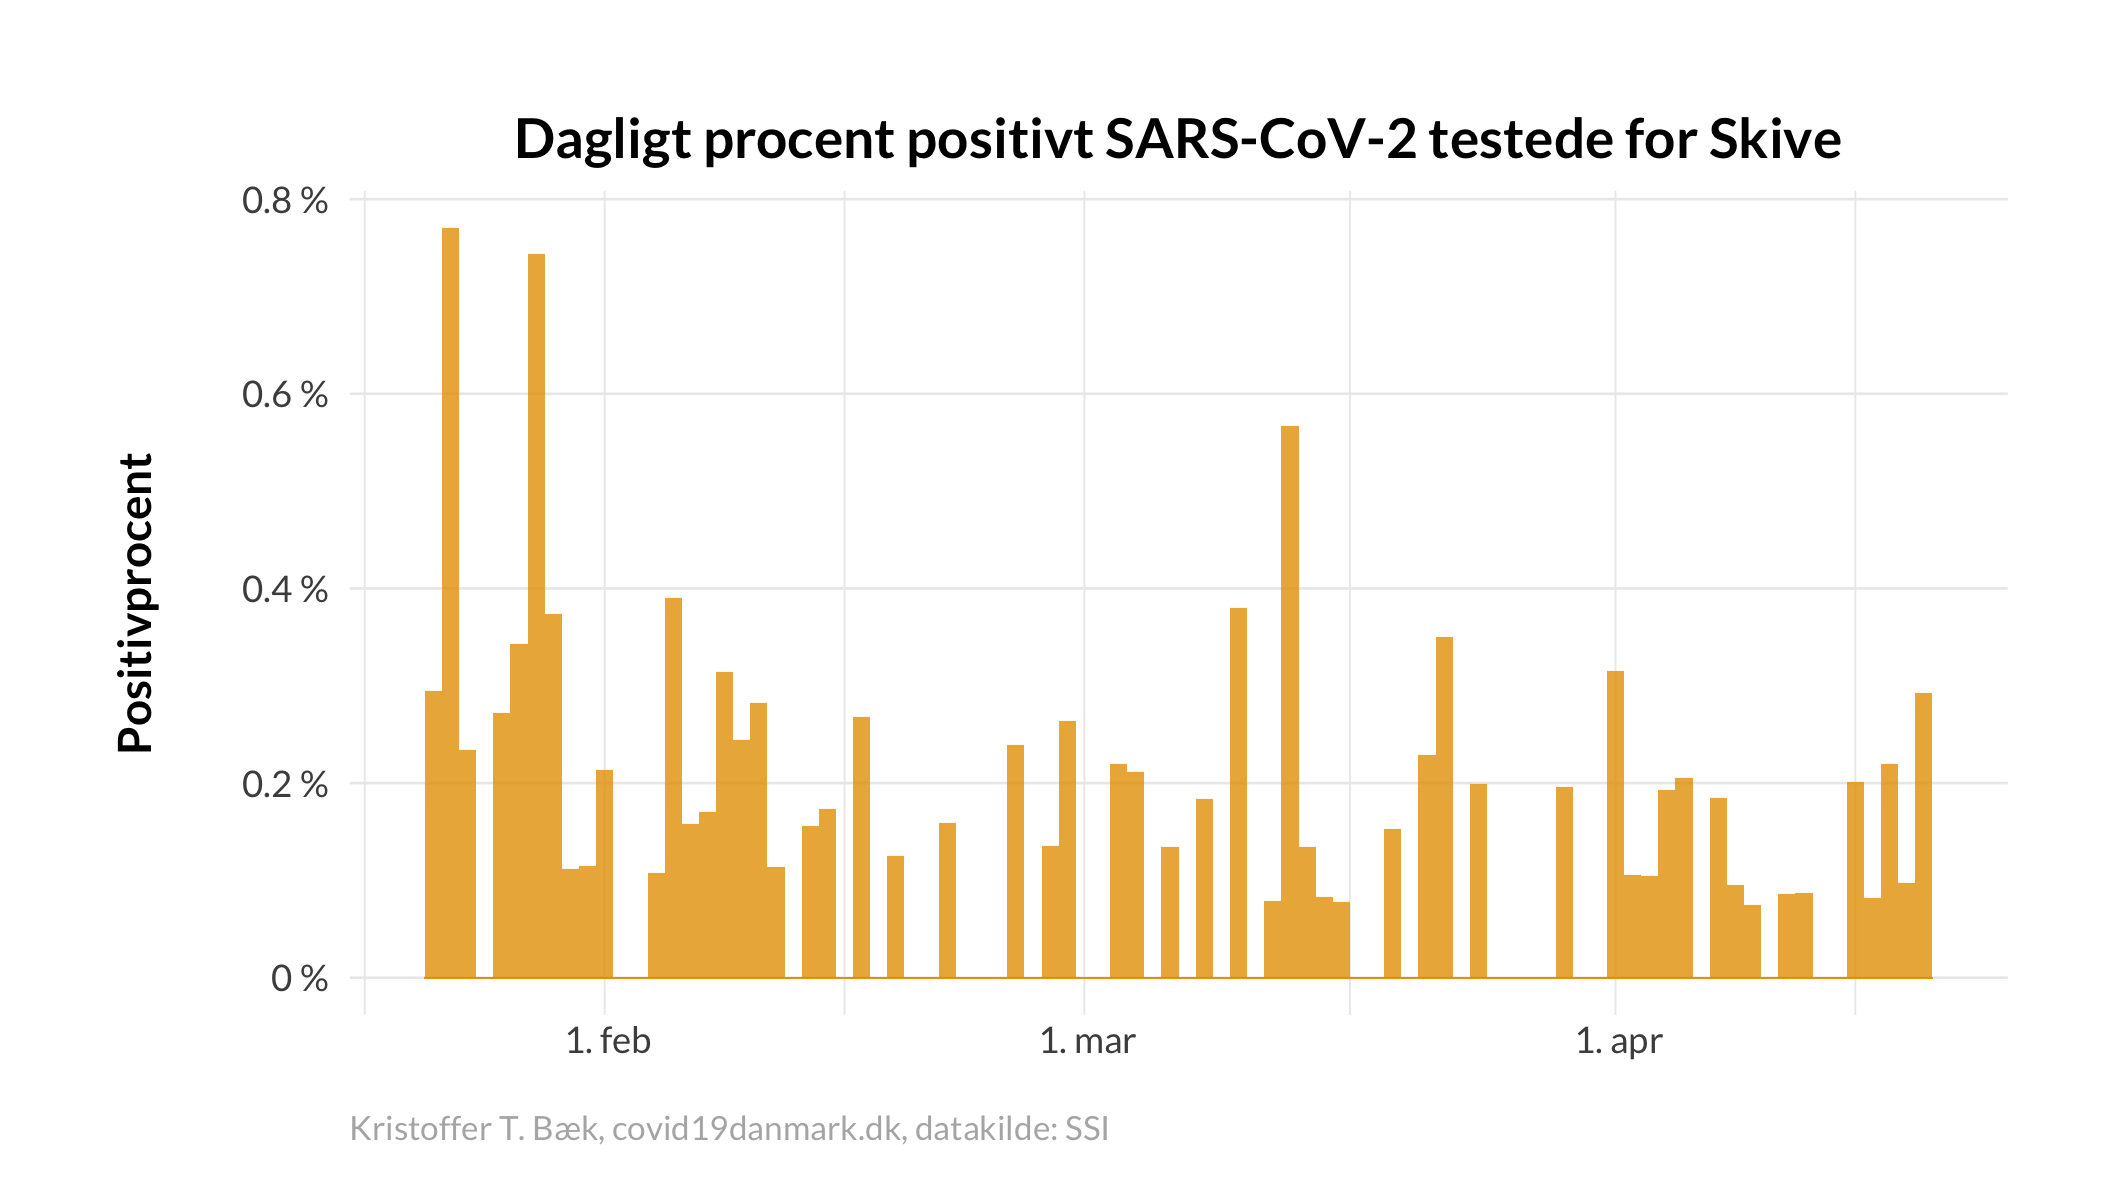 Dagligt procent positivt SARS-CoV-2 testede for Skive
Positivprocent
0.8 %
0.6 %
0.4 %
0.2 %
0 %
1. feb
1. mar
1. apr
Kristoffer T. Bæk, covid19danmark.dk, datakilde: SSI